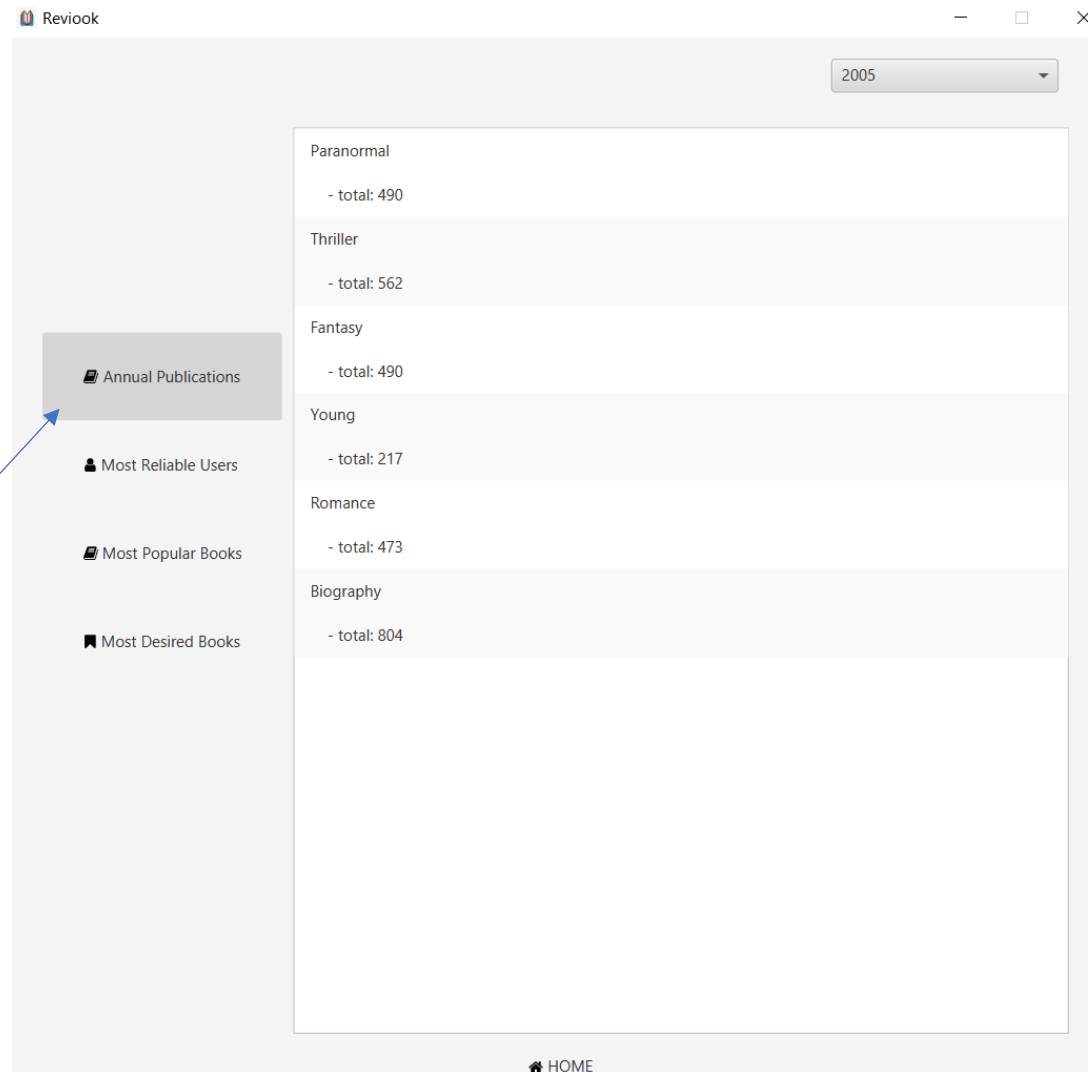 Reviook
2005
Paranormal
- total: 490
Thriller
- total: 562
Fantasy
- total: 490
Young
- total: 217
Romance
- total: 473
Biography
- total: 804
Annual Publications
Most Reliable Users
Most Popular Books
Most Desired Books
HOME